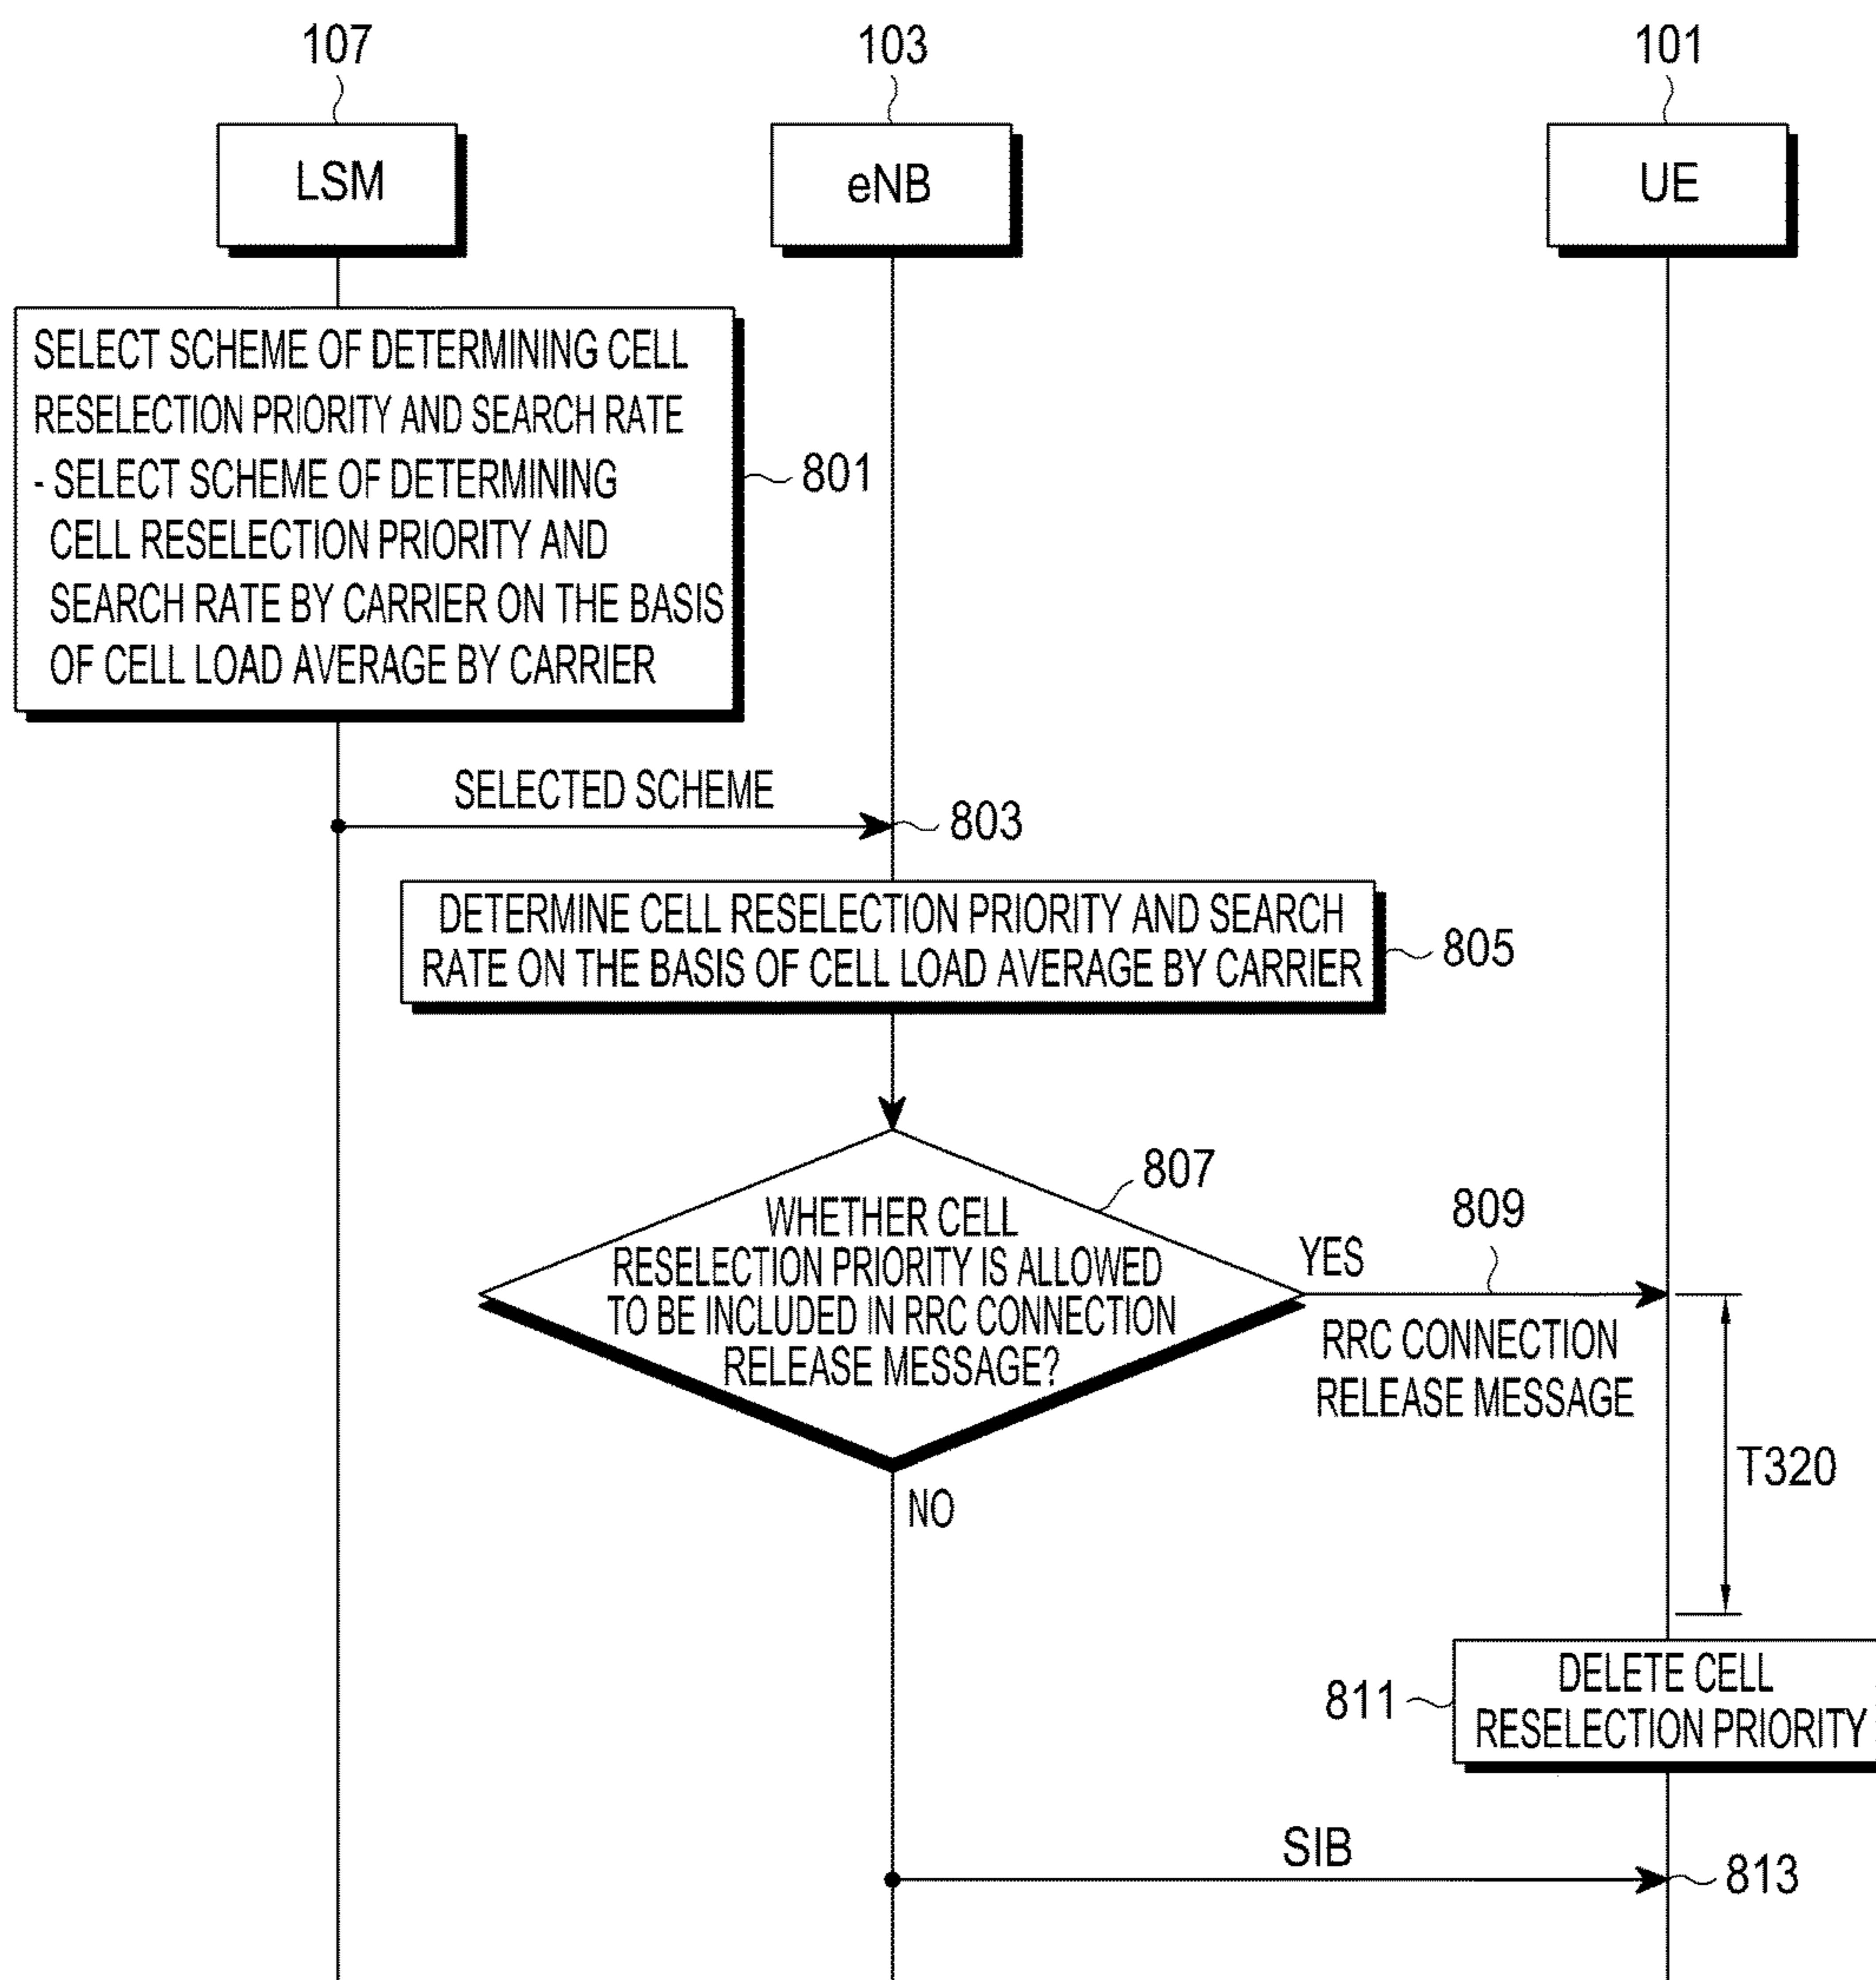 107
103
101
LSM
eNB
UE
SELECT SCHEME OF DETERMINING CELL
RESELECTION PRIORITY AND SEARCH RATE
- SELECT SCHEME OF DETERMINING
CELL RESELECTION PRIORITY AND
SEARCH RATE BY CARRIER ON THE BASIS
OF CELL LOAD AVERAGE BY CARRIER
801
SELECTED SCHEME
803
DETERMINE CELL RESELECTION PRIORITY AND SEARCH
RATE ON THE BASIS OF CELL LOAD AVERAGE BY CARRIER
805
807
WHETHER CELL
RESELECTION PRIORITY IS ALLOWED
TO BE INCLUDED IN RRC CONNECTION
RELEASE MESSAGE?
YES
809
RRC CONNECTION
RELEASE MESSAGE
T320
NO
811
DELETE CELL
RESELECTION PRIORITY
SIB
813